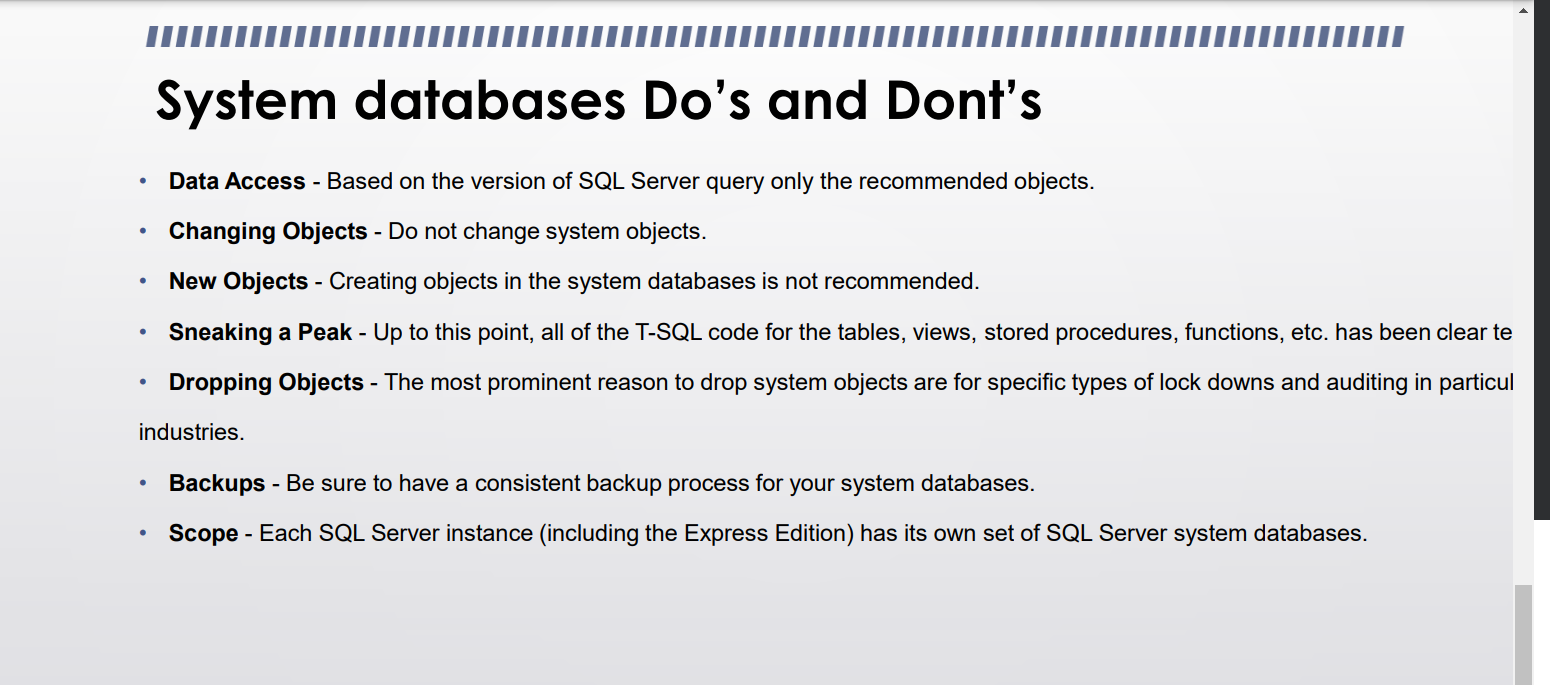 System databases Do’s and Dont’s
• Data Access - Based on the version of SQL Server query only the recommended objects.
• Changing Objects - Do not change system objects.
• New Objects - Creating objects in the system databases is not recommended.
• Sneaking a Peak - Up to this point, all of the T-SQL code for the tables, views, stored procedures, functions, etc. has been clear te
• Dropping Objects - The most prominent reason to drop system objects are for specific types of lock downs and auditing in particul
industries.
• Backups - Be sure to have a consistent backup process for your system databases.
• Scope - Each SQL Server instance (including the Express Edition) has its own set of SQL Server system databases.